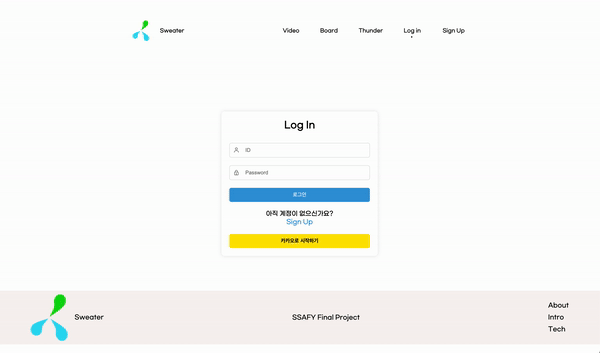 Sweater
Video
Board
Thunder
Log in
Sign Up
Log In
ID
Password
로그인
아직 계정이 없으신가요?
Sign Up
카카오로 시작하기
Sweater
SSAFY Final Project
About
Intro
Tech